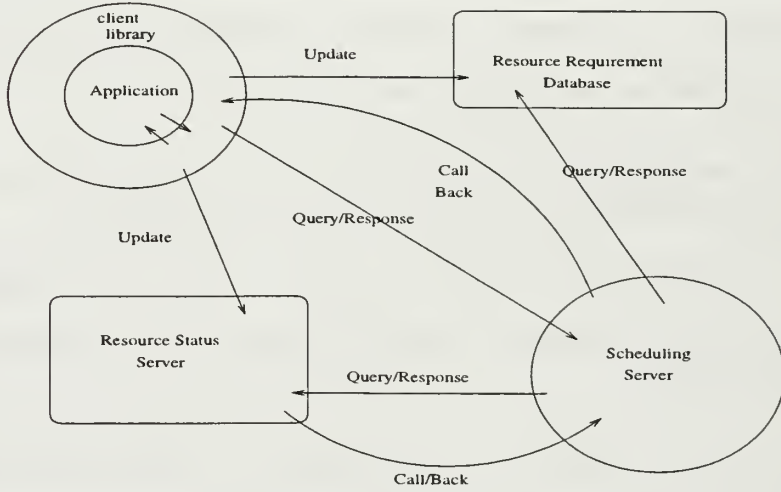 client
library
Application
Update
Resource Requirement
Database
Call
Back
Query/Response
Query/Response
Update
Resource Status
Server
Query/Response
Scheduling
Server
Call/Back